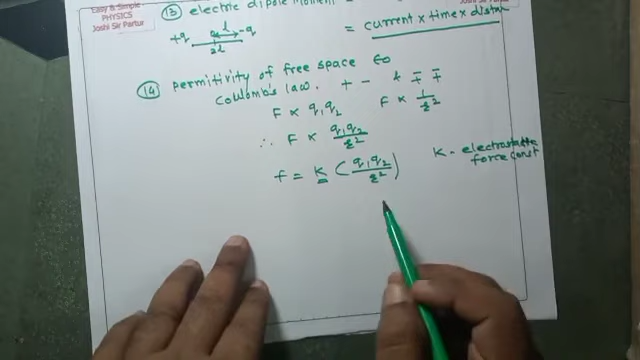 Easy & Simple
PHYSICS
Joshi Sir Partur
(13) electric dipole moment
+q l -q
2l
= current × time × distan
(14) permitivity of free space ε0
Coulomb's law.
F ∝ q1q2 F ∝ 1/r²
∴ F ∝ q1q2/r²
f = k (q1q2/r²)
K - electrostatic
force const